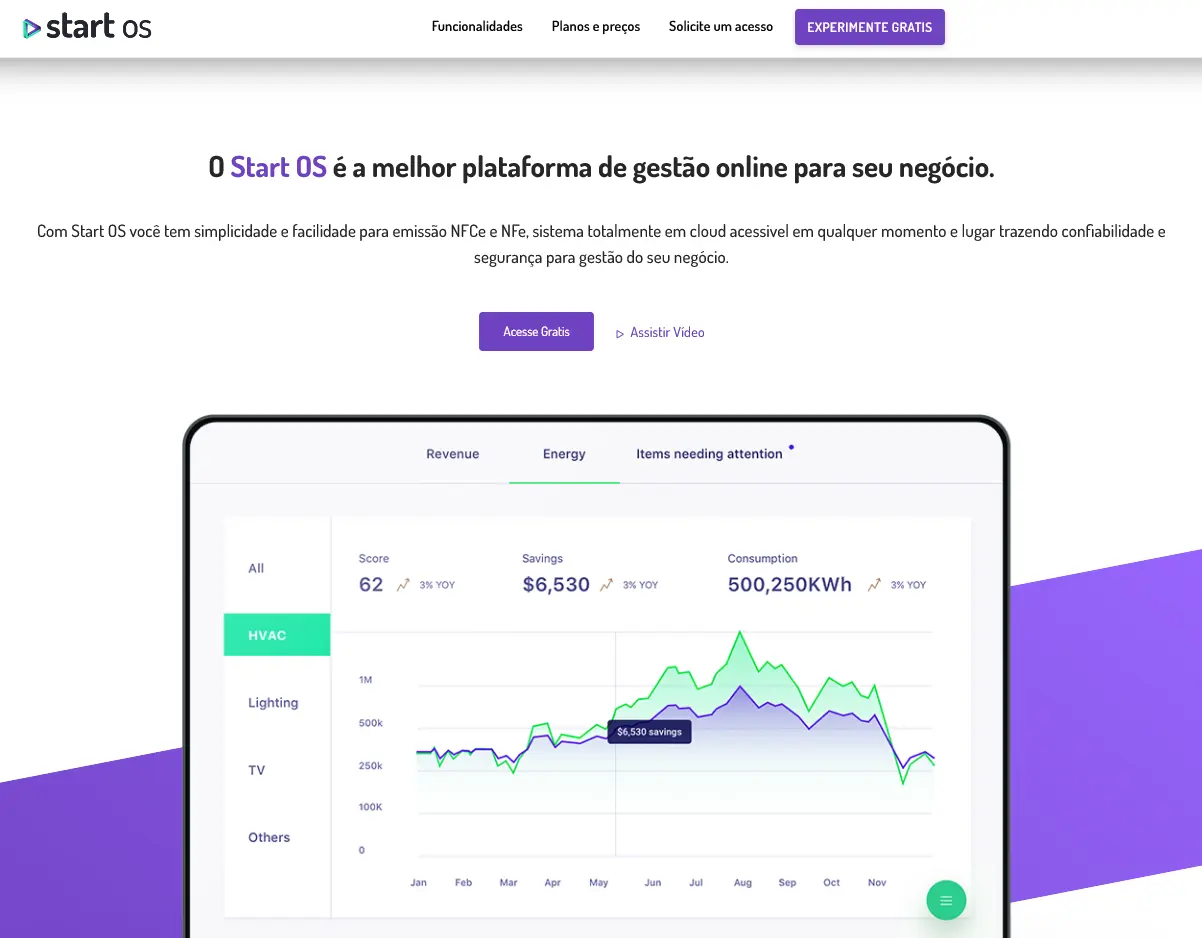 start os
Funcionalidades
Planos e preços
Solicite um acesso
EXPERIMENTE GRATIS
O Start OS é a melhor plataforma de gestão online para seu negócio.
Com Start OS você tem simplicidade e facilidade para emissão NFCe e NFe, sistema totalmente em cloud acessivel em qualquer momento e lugar trazendo confiabilidade e
segurança para gestão do seu negócio.
Acesse Gratis
Assistir Vídeo
Revenue
Energy
Items needing attention
All
HVAC
Lighting
TV
Others
Score
62
3% YOY
Savings
$6,530
3% YOY
Consumption
500,250KWh
3% YOY
1M
500k
250k
100K
0
$6,530 savings
Jan
Feb
Mar
Apr
May
Jun
Jul
Aug
Sep
Oct
Nov